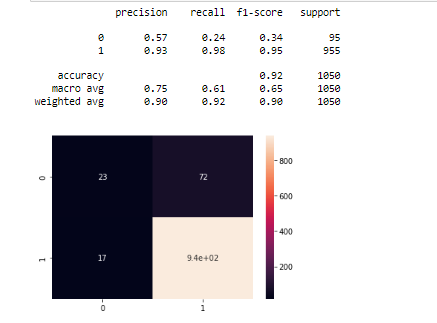 precision recall f1-score support
0 0.57 0.24 0.34 95
1 0.93 0.98 0.95 955
accuracy 0.92 1050
macro avg 0.75 0.61 0.65 1050
weighted avg 0.90 0.92 0.90 1050
800
0 23 72
600
400
1 17 9.4e+02
200
0 1